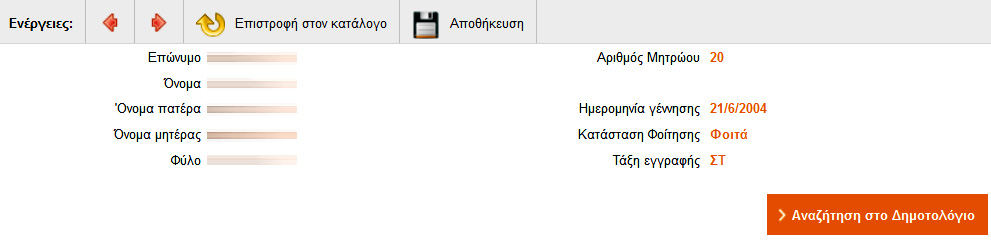 Ενέργειες: Επιστροφή στον κατάλογο Αποθήκευση
Επώνυμο Αριθμός Μητρώου 20
Όνομα
Όνομα πατέρα Ημερομηνία γέννησης 21/6/2004
Όνομα μητέρας Κατάσταση Φοίτησης Φοιτά
Φύλο Τάξη εγγραφής ΣΤ
Αναζήτηση στο Δημοτολόγιο